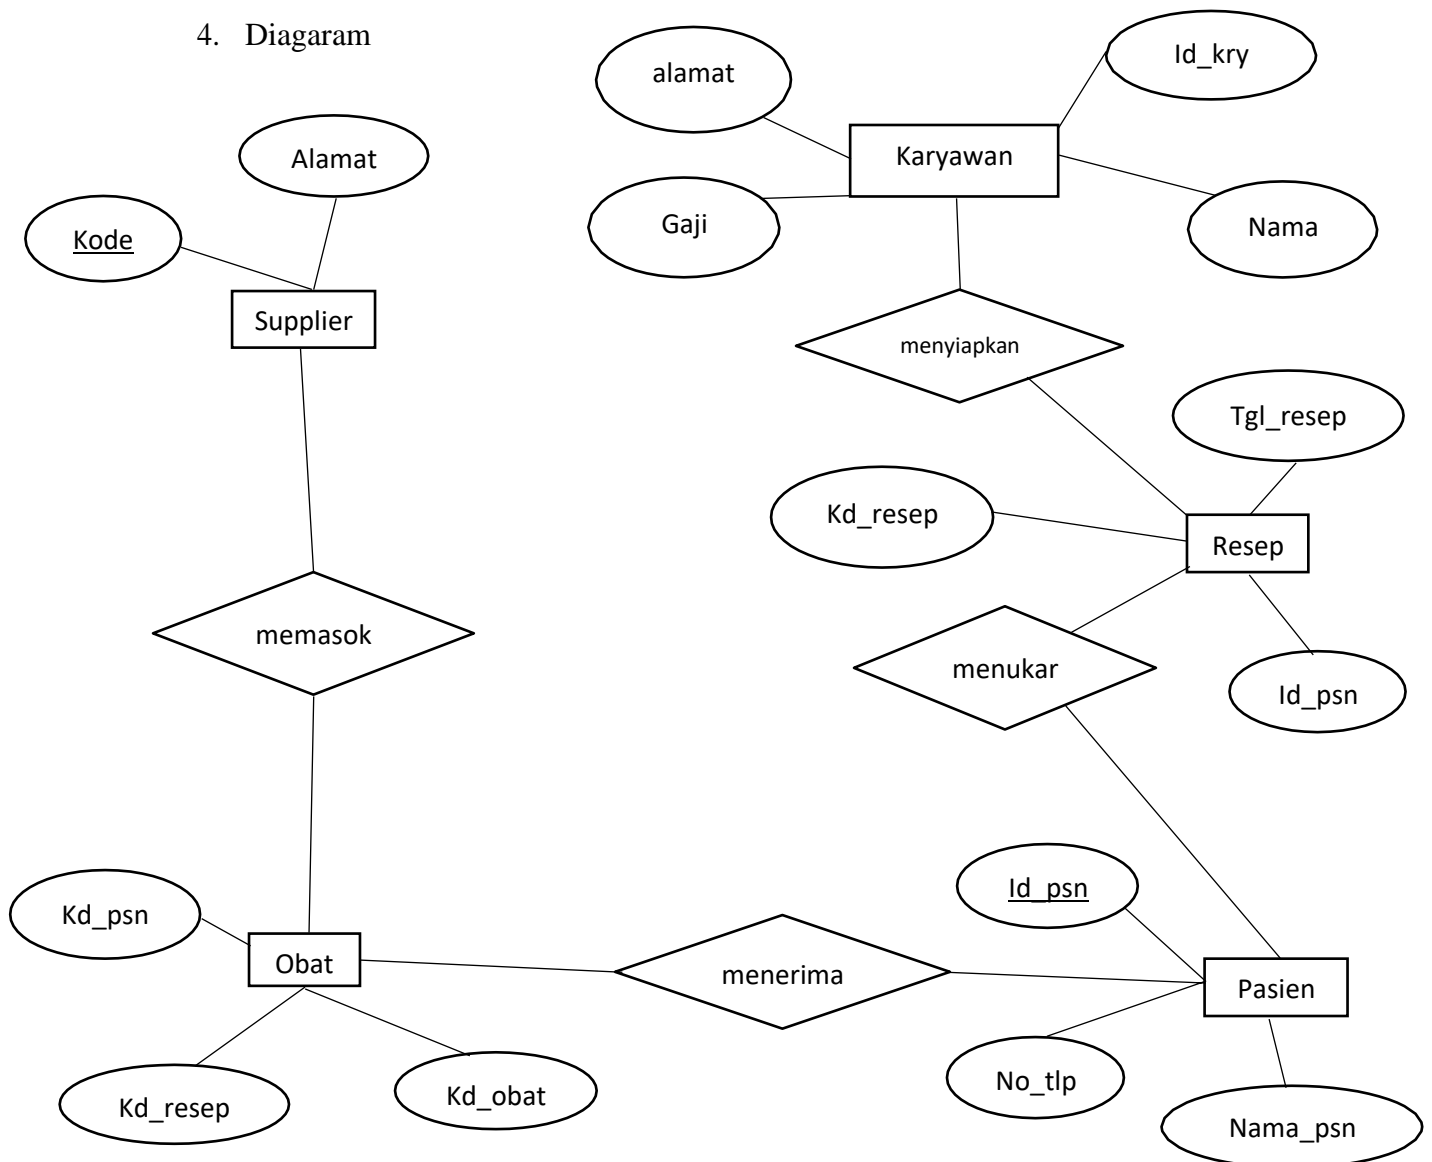 4. Diagaram
alamat
Id_kry
Karyawan
Alamat
Kode
Gaji
Nama
Supplier
menyiapkan
Tgl_resep
Kd_resep
Resep
memasok
menukar
Id_psn
Id_psn
Kd_psn
Obat
menerima
Pasien
No_tlp
Kd_obat
Kd_resep
Nama_psn